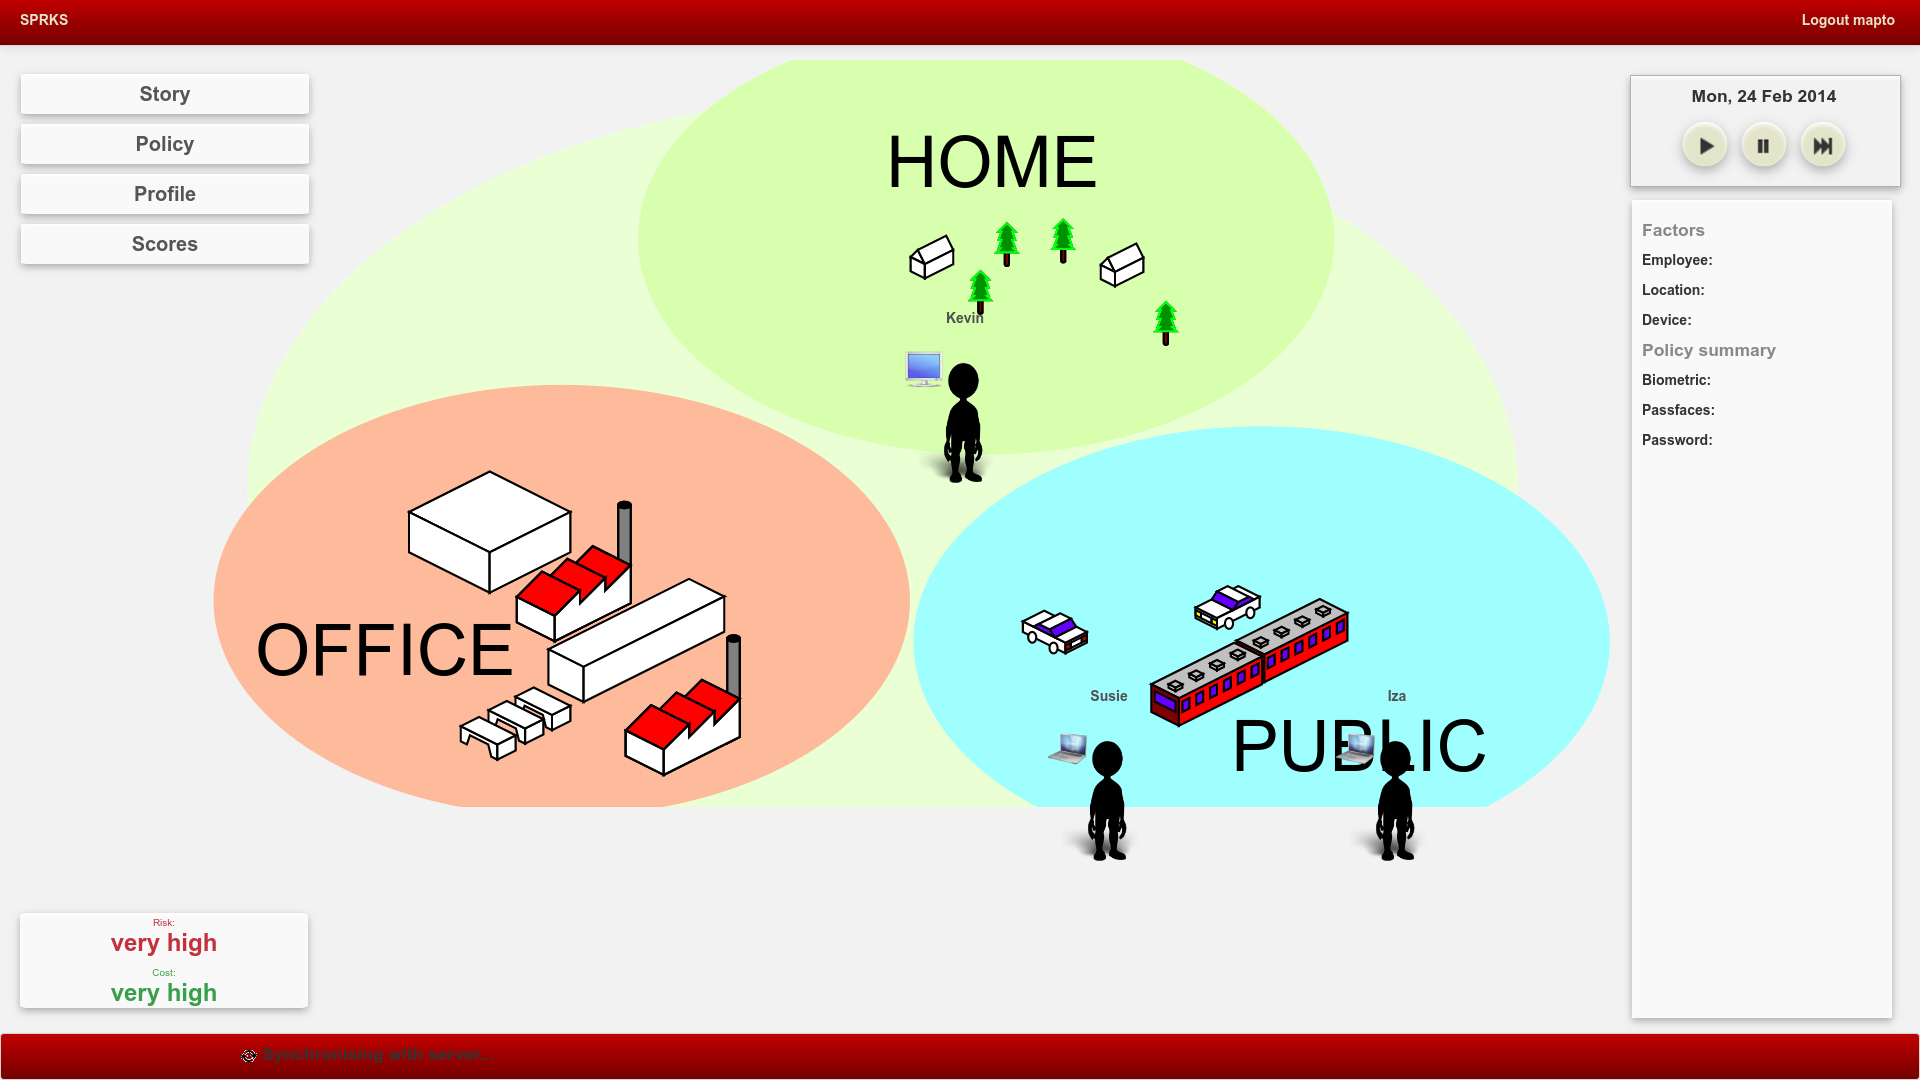 SPRKS
Logout mapto
Story
Policy
Profile
Scores
HOME
Kevin
OFFICE
Susie
Iza
PUBLIC
Mon, 24 Feb 2014
Factors
Employee:
Location:
Device:
Policy summary
Biometric:
Passfaces:
Password:
Risk:
very high
Cost:
very high
Synchronising with server...